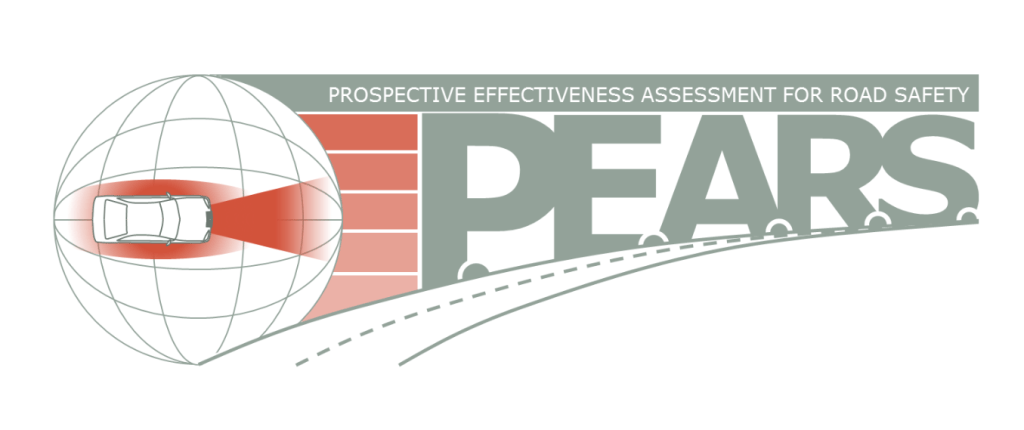 PROSPECTIVE EFFECTIVENESS ASSESSMENT FOR ROAD SAFETY
PEARS